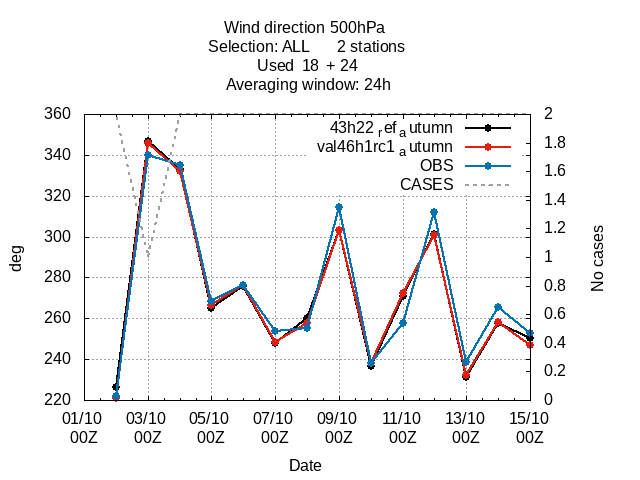 Wind direction 500hPa
Selection: ALL 2 stations
Used 18 + 24
Averaging window: 24h
43h22 ref a utumn
val46h1rc1 a utumn
OBS
CASES
360
340
320
300
280
260
240
220
deg
2
1.8
1.6
1.4
1.2
1
0.8
0.6
0.4
0.2
0
No cases
01/10 03/10 05/10 07/10 09/10 11/10 13/10 15/10
00Z 00Z 00Z 00Z 00Z 00Z 00Z 00Z
Date